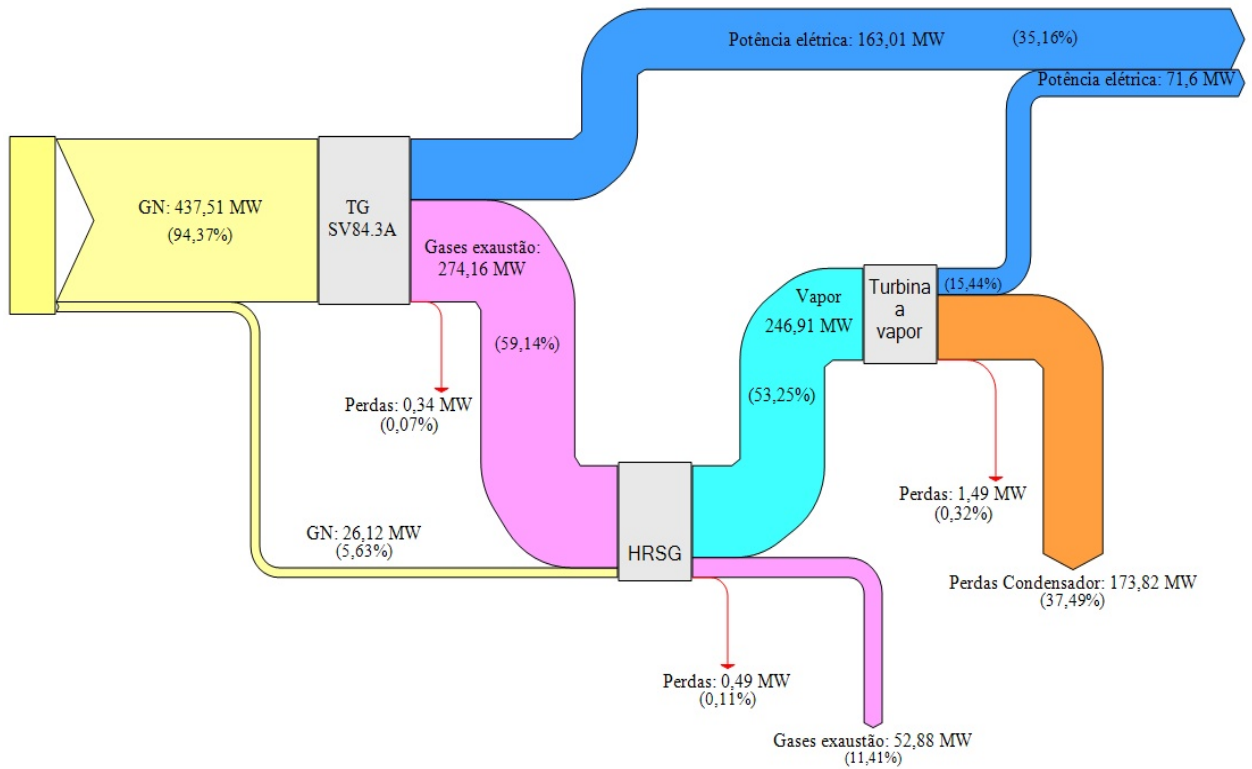 Potência elétrica: 163,01 MW
(35,16%)
Potência elétrica: 71,6 MW
GN: 437,51 MW
(94,37%)
TG
SV84.3A
Gases exaustão:
274,16 MW
(59,14%)
Vapor
246,91 MW
(53,25%)
Turbina
a
vapor
(15,44%)
Perdas: 0,34 MW
(0,07%)
Perdas: 1,49 MW
(0,32%)
GN: 26,12 MW
(5,63%)
HRSG
Perdas Condensador: 173,82 MW
(37,49%)
Perdas: 0,49 MW
(0,11%)
Gases exaustão: 52,88 MW
(11,41%)